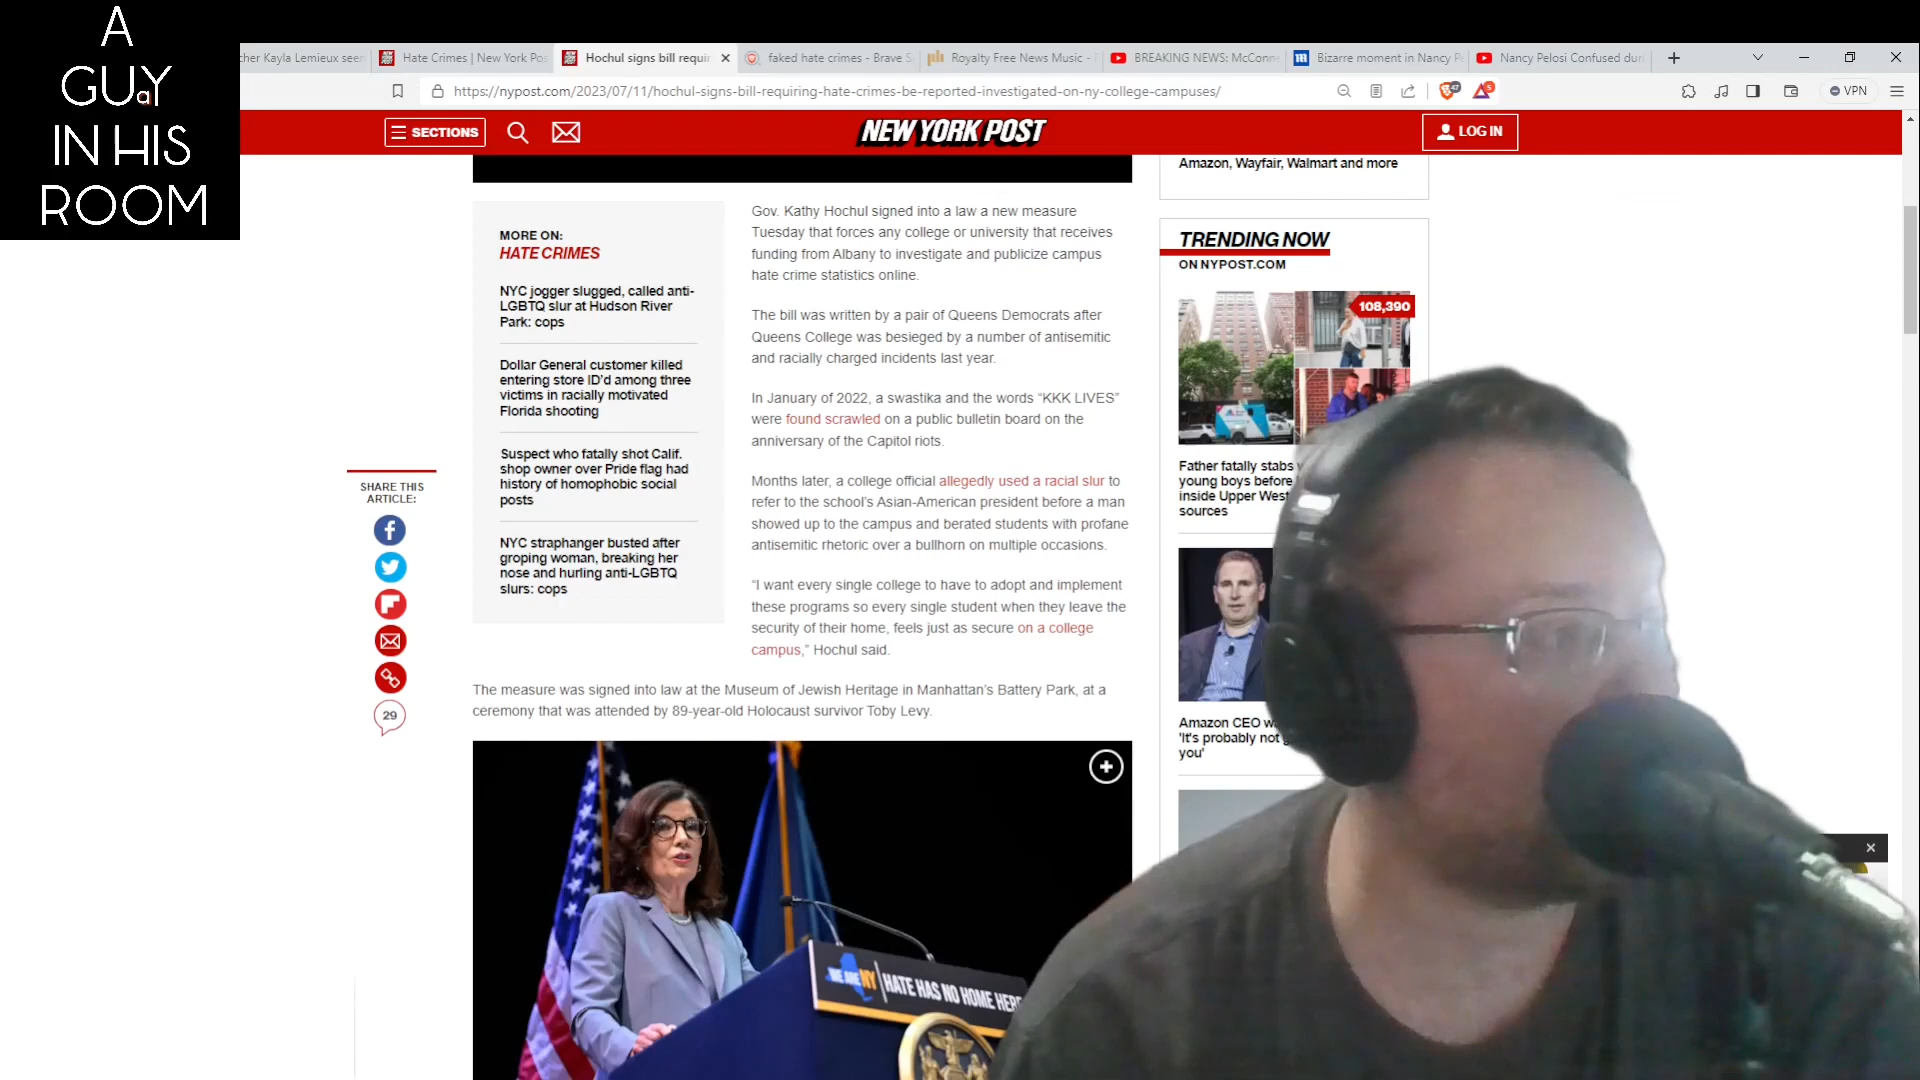 A
GUY
a
IN HIS
ROOM
cher Kayla Lemieux seen
Hate Crimes | New York Pos
Hochul signs bill requir
faked hate crimes - Brave S
Royalty Free News Music -
BREAKING NEWS: McConn
Bizarre moment in Nancy P
Nancy Pelosi Confused dur
https://nypost.com/2023/07/11/hochul-signs-bill-requiring-hate-crimes-be-reported-investigated-on-ny-college-campuses/
VPN
SECTIONS
NEW YORK POST
LOG IN
Amazon, Wayfair, Walmart and more
MORE ON:
HATE CRIMES
NYC jogger slugged, called anti-
LGBTQ slur at Hudson River
Park: cops
Dollar General customer killed
entering store ID'd among three
victims in racially motivated
Florida shooting
Suspect who fatally shot Calif.
shop owner over Pride flag had
history of homophobic social
posts
NYC straphanger busted after
groping woman, breaking her
nose and hurling anti-LGBTQ
slurs: cops
SHARE THIS
ARTICLE:
29
Gov. Kathy Hochul signed into a law a new measure
Tuesday that forces any college or university that receives
funding from Albany to investigate and publicize campus
hate crime statistics online.
The bill was written by a pair of Queens Democrats after
Queens College was besieged by a number of antisemitic
and racially charged incidents last year.
In January of 2022, a swastika and the words “KKK LIVES”
were found scrawled on a public bulletin board on the
anniversary of the Capitol riots.
Months later, a college official allegedly used a racial slur to
refer to the school’s Asian-American president before a man
showed up to the campus and berated students with profane
antisemitic rhetoric over a bullhorn on multiple occasions.
“I want every single college to have to adopt and implement
these programs so every single student when they leave the
security of their home, feels just as secure on a college
campus,” Hochul said.
The measure was signed into law at the Museum of Jewish Heritage in Manhattan’s Battery Park, at a
ceremony that was attended by 89-year-old Holocaust survivor Toby Levy.
WE ARE NY HATE HAS NO HOME HERE
TRENDING NOW
ON NYPOST.COM
108,390
Father fatally stabs
young boys before
inside Upper West
sources
Amazon CEO
'It's probably not
you'